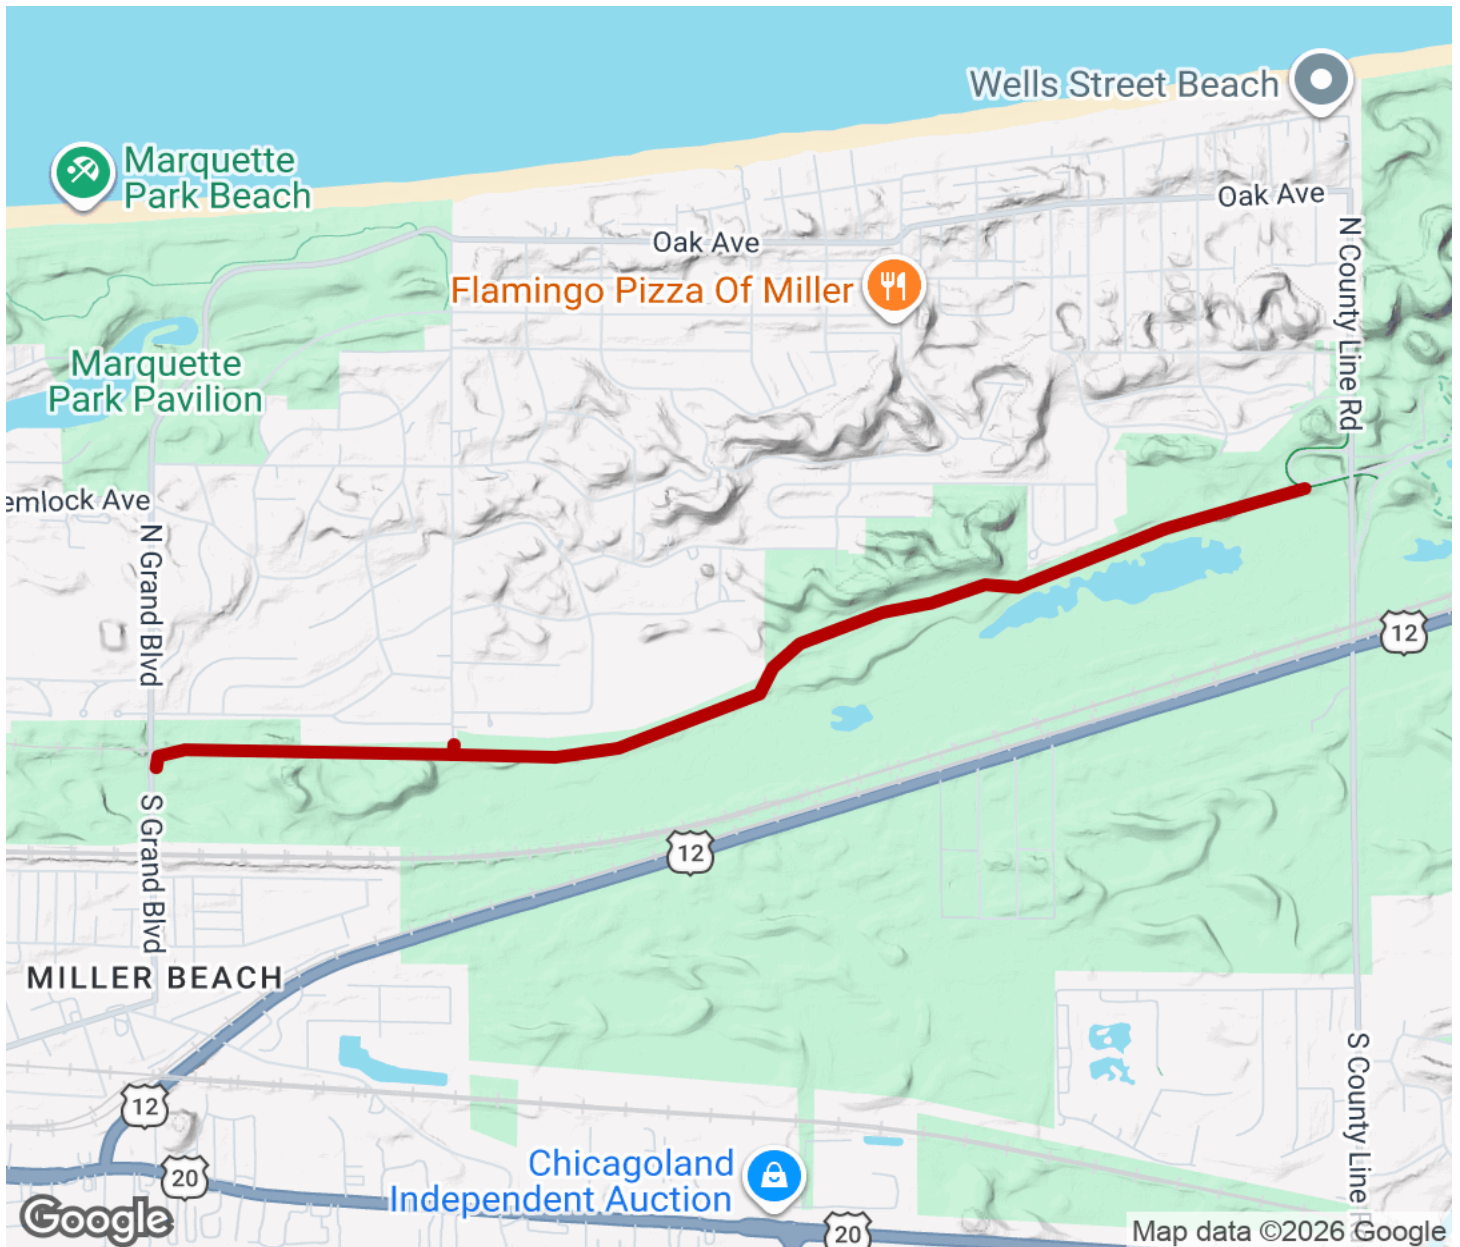 Wells Street Beach
Marquette
Park Beach
Oak Ave
Oak Ave
N County Line Rd
Flamingo Pizza Of Miller
Marquette
Park Pavilion
emlock Ave
N Grand Blvd
12
S Grand Blvd
12
MILLER BEACH
S County Line R
12
Chicagoland
Independent Auction
20
20
Google
Map data ©2026 Google